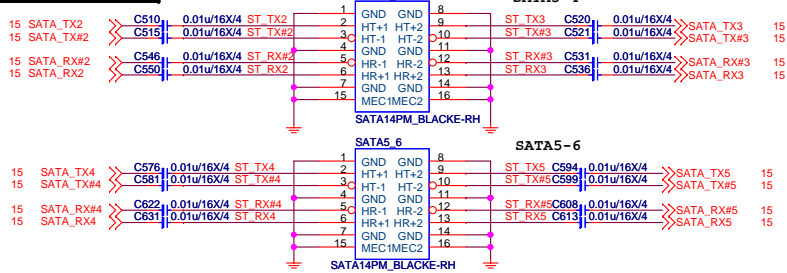 1 GND GND 8
15 SATA_TX2 C510 0.01u/16X/4 ST_TX2 2 HT+1 HT+2 9 ST_TX3 C520 0.01u/16X/4 SATA_TX3 15
15 SATA_TX#2 C515 0.01u/16X/4 ST_TX#2 3 HT-1 HT-2 10 ST_TX#3 C521 0.01u/16X/4 SATA_TX#3 15
4 GND GND 11
15 SATA_RX#2 C546 0.01u/16X/4 ST_RX#2 5 HR-1 HR-2 12 ST_RX#3 C531 0.01u/16X/4 SATA_RX#3 15
15 SATA_RX2 C550 0.01u/16X/4 ST_RX2 6 HR+1 HR+2 13 ST_RX3 C536 0.01u/16X/4 SATA_RX3 15
7 GND GND 14
15 MEC1 MEC2 16
SATA14PM_BLACKE-RH
SATA5_6 SATA5-6
1 GND GND 8
15 SATA_TX4 C576 0.01u/16X/4 ST_TX4 2 HT+1 HT+2 9 ST_TX5 C594 0.01u/16X/4 SATA_TX5 15
15 SATA_TX#4 C581 0.01u/16X/4 ST_TX#4 3 HT-1 HT-2 10 ST_TX#5 C599 0.01u/16X/4 SATA_TX#5 15
4 GND GND 11
15 SATA_RX#4 C622 0.01u/16X/4 ST_RX#4 5 HR-1 HR-2 12 ST_RX#5 C608 0.01u/16X/4 SATA_RX#5 15
15 SATA_RX4 C631 0.01u/16X/4 ST_RX4 6 HR+1 HR+2 13 ST_RX5 C613 0.01u/16X/4 SATA_RX5 15
7 GND GND 14
15 MEC1 MEC2 16
SATA14PM_BLACKE-RH